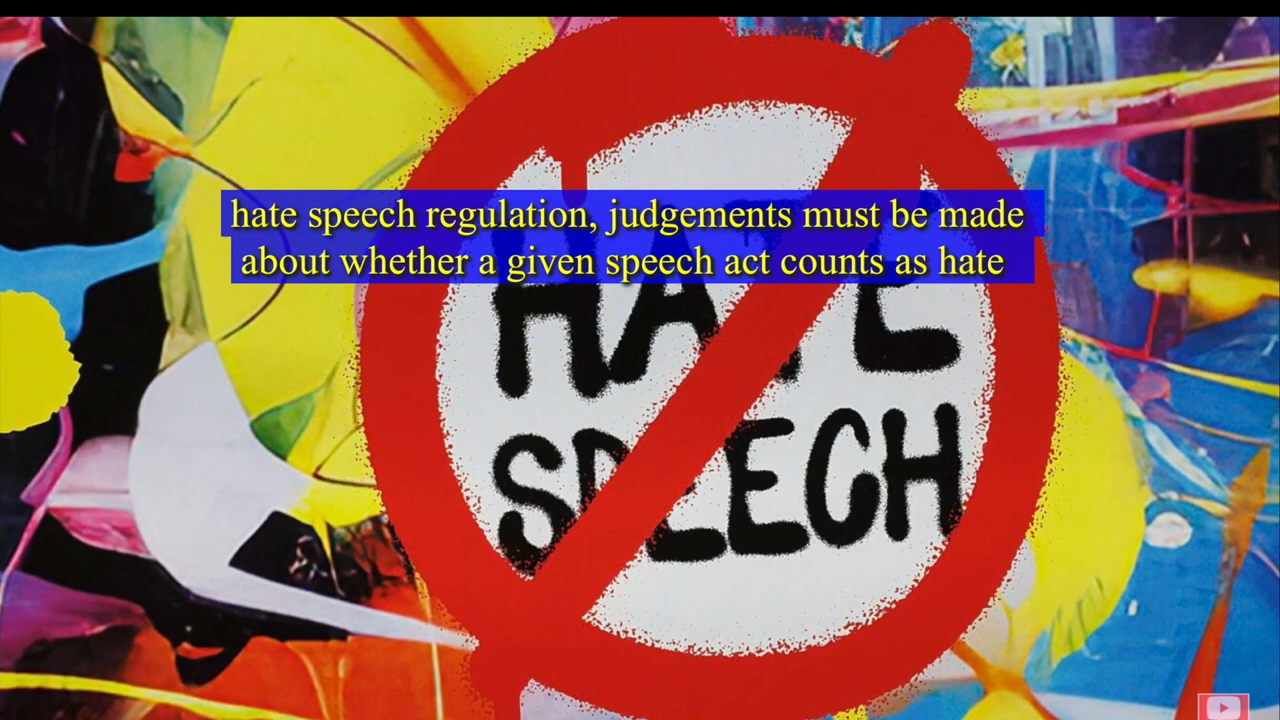 hate speech regulation, judgements must be made
about whether a given speech act counts as hate
HATE
SPEECH